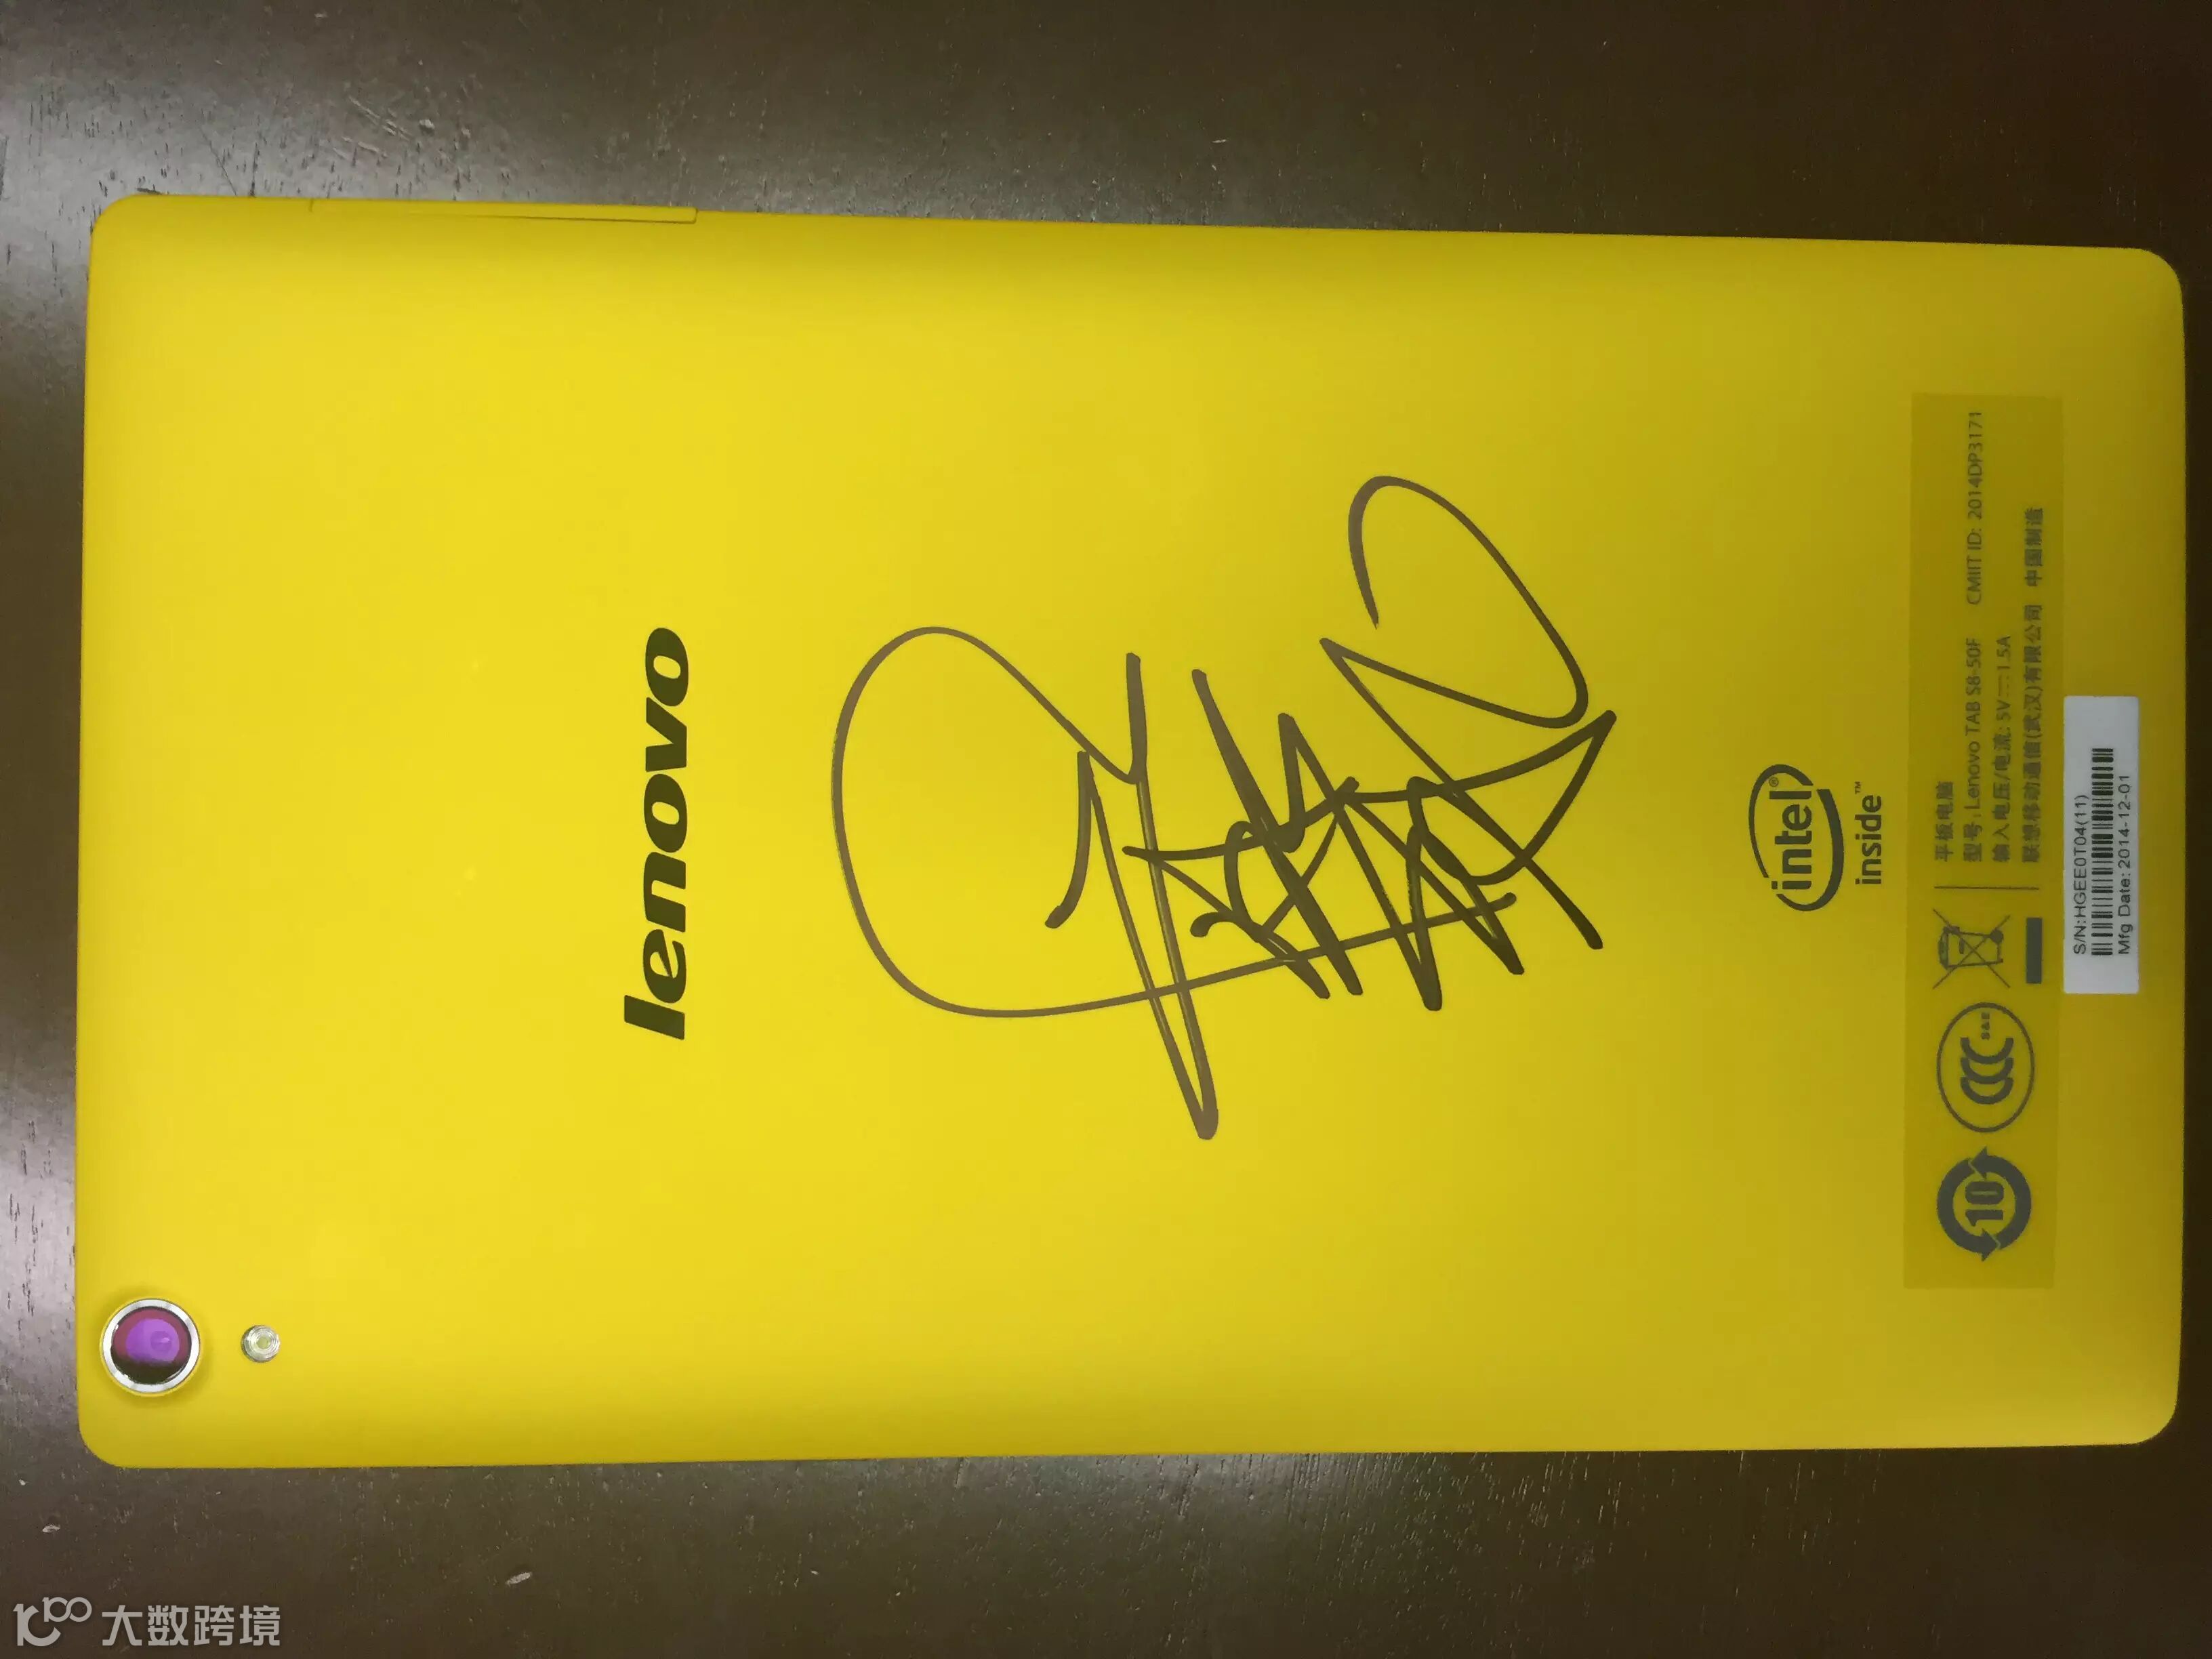 lenovo
intel®
inside™
平板电脑
型号: Lenovo TAB S8-50F CMIIT ID: 2014DP3171
输入电压/电流: 5V⎓1.5A
联想移动通信(武汉)有限公司 中国制造
10
CCC
S&E
S/N:HGEE0T04(11)
Mfg Date: 2014-12-01
大数跨境